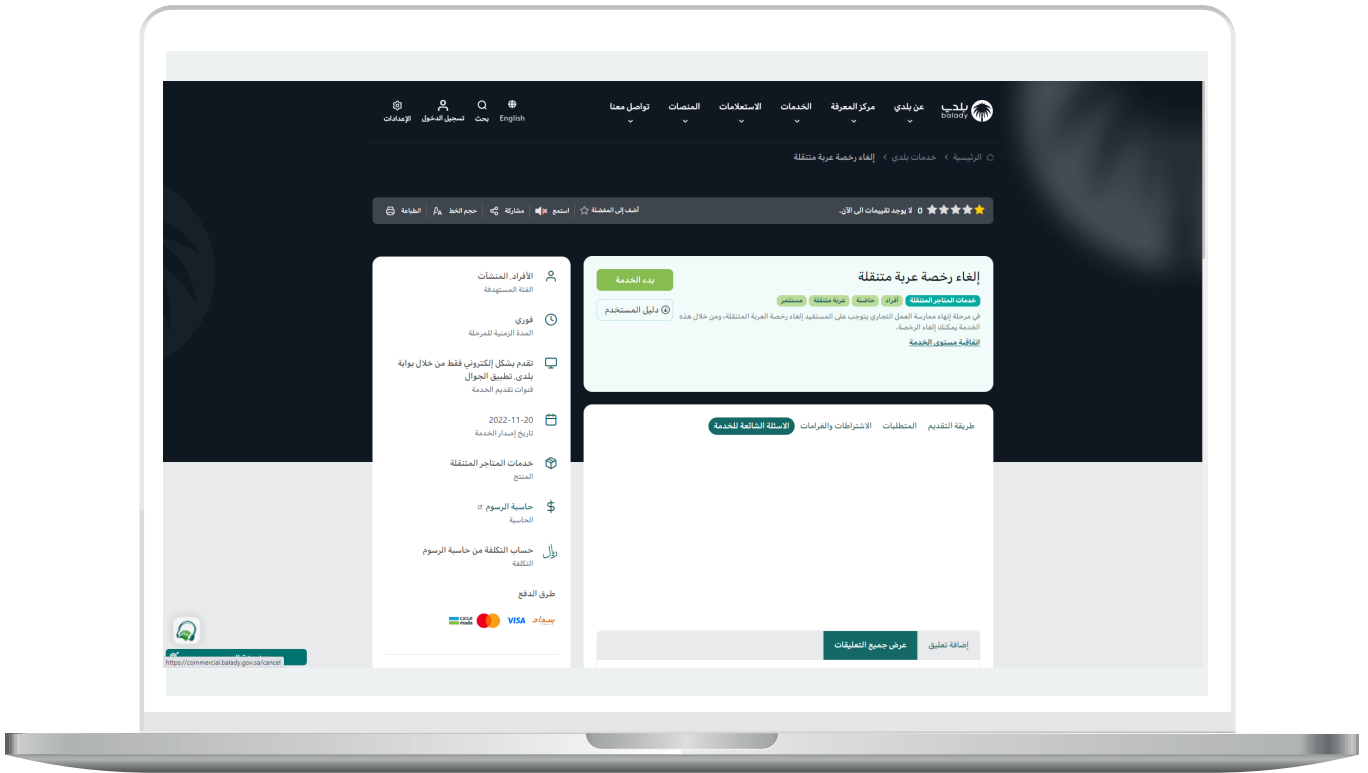 بلدي
balady
عن بلدي
مركز المعرفة
الخدمات
الاستعلامات
المنصات
تواصل معنا
English
بحث
تسجيل الدخول
الإعدادات
الرئيسية > خدمات بلدي > إلغاء رخصة عربة متنقلة
0 لا يوجد تقييمات الى الآن.
أضف إلى المفضلة
استمع
مشاركة
حجم الخط
الطباعة
إلغاء رخصة عربة متنقلة
خدمات المتاجر المتنقلة
أفراد
حاضنة
عربة متنقلة
مستثمر
في مرحلة إنهاء ممارسة العمل التجاري يتوجب على المستفيد إلغاء رخصة العربة المتنقلة، ومن خلال هذه
الخدمة يمكنك إلغاء الرخصة.
اتفاقية مستوى الخدمة
بدء الخدمة
دليل المستخدم
طريقة التقديم
المتطلبات
الاشتراطات والغرامات
الاسئلة الشائعة للخدمة
إضافة تعليق
عرض جميع التعليقات
الأفراد, المنشآت
الفئة المستهدفة
فوري
المدة الزمنية للمرحلة
تقدم بشكل إلكتروني فقط من خلال بوابة
بلدي, تطبيق الجوال
قنوات تقديم الخدمة
2022-11-20
تاريخ إصدار الخدمة
خدمات المتاجر المتنقلة
المنتج
حاسبة الرسوم
الحاسبة
حساب التكلفة من حاسبة الرسوم
التكلفة
طرق الدفع
سداد
VISA
مدى
mada
https://commercial.balady.gov.sa/cancel